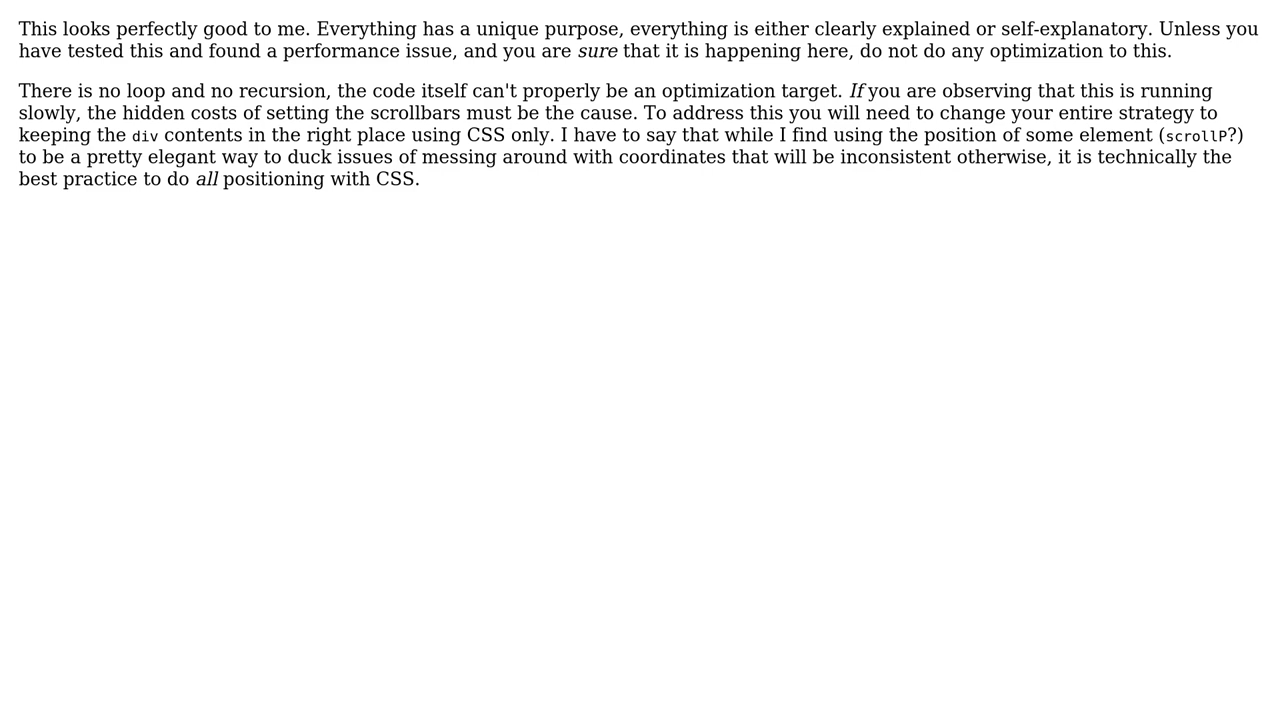 This looks perfectly good to me. Everything has a unique purpose, everything is either clearly explained or self-explanatory. Unless you
have tested this and found a performance issue, and you are sure that it is happening here, do not do any optimization to this.
There is no loop and no recursion, the code itself can't properly be an optimization target. If you are observing that this is running
slowly, the hidden costs of setting the scrollbars must be the cause. To address this you will need to change your entire strategy to
keeping the div contents in the right place using CSS only. I have to say that while I find using the position of some element (scrollP?)
to be a pretty elegant way to duck issues of messing around with coordinates that will be inconsistent otherwise, it is technically the
best practice to do all positioning with CSS.